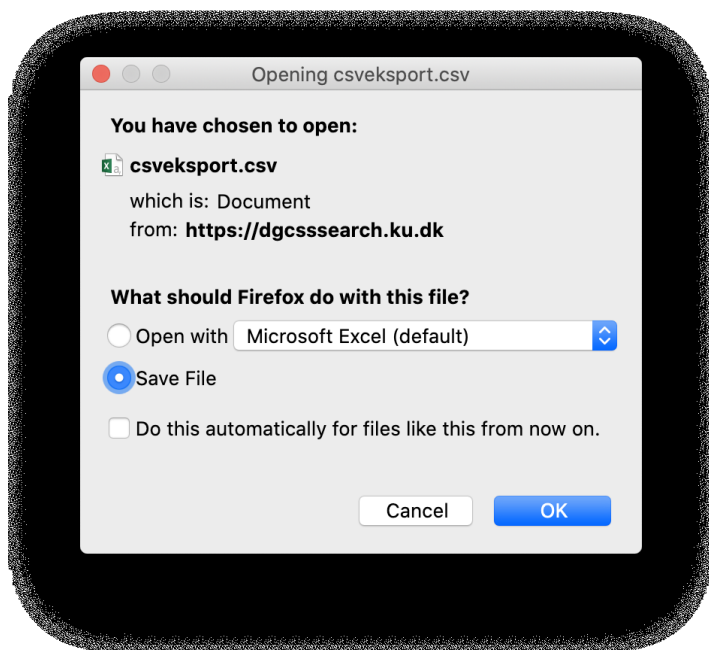 Opening csveksport.csv
You have chosen to open:
csveksport.csv
which is: Document
from: https://dgcsssearch.ku.dk
What should Firefox do with this file?
Open with Microsoft Excel (default)
Save File
Do this automatically for files like this from now on.
Cancel OK